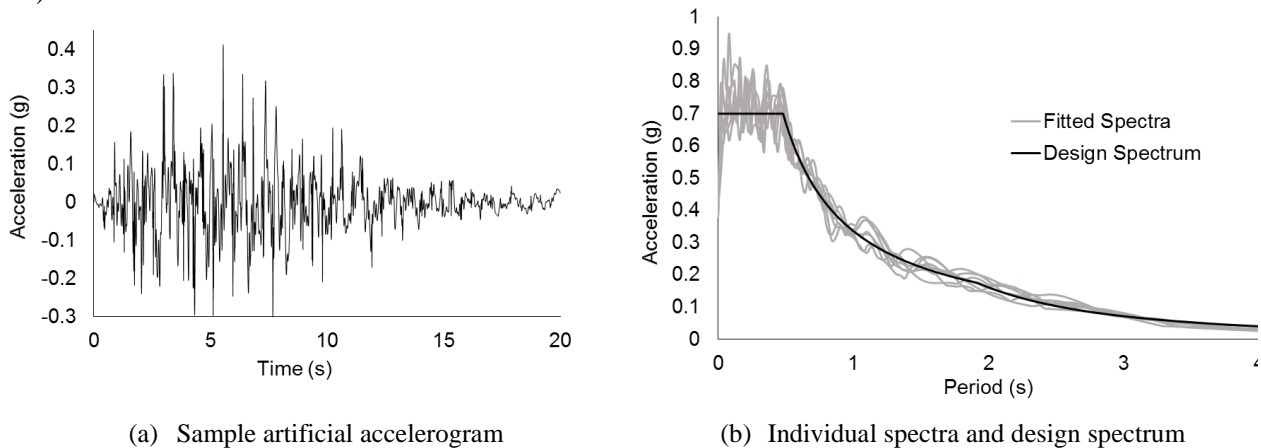 0.4
0.3
0.2
0.1
0
-0.1
-0.2
-0.3
Acceleration (g)
0 5 10 15 20
Time (s)
(a) Sample artificial accelerogram
1
0.9
0.8
0.7
0.6
0.5
0.4
0.3
0.2
0.1
0
Acceleration (g)
Fitted Spectra
Design Spectrum
0 1 2 3 4
Period (s)
(b) Individual spectra and design spectrum